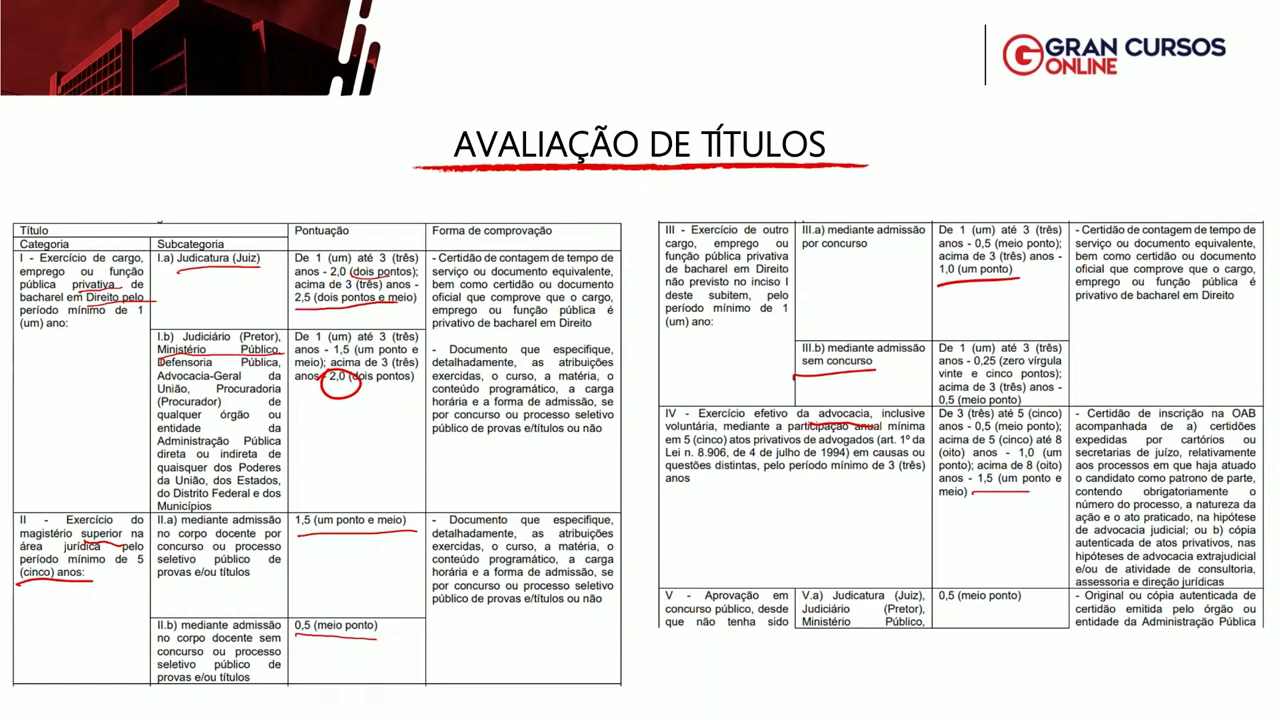 GRAN CURSOS
ONLINE
AVALIAÇÃO DE TÍTULOS
Título
Pontuação
Forma de comprovação
Categoria
Subcategoria
I - Exercício de cargo,
emprego ou função
pública privativa de
bacharel em Direito pelo
período mínimo de 1
(um) ano:
I.a) Judicatura (Juiz)
De 1 (um) até 3 (três)
anos - 2,0 (dois pontos);
acima de 3 (três) anos -
2,5 (dois pontos e meio)
- Certidão de contagem de tempo de
serviço ou documento equivalente,
bem como certidão ou documento
oficial que comprove que o cargo,
emprego ou função pública é
privativo de bacharel em Direito
I.b) Judiciário (Pretor),
Ministério Público,
Defensoria Pública,
Advocacia-Geral da
União, Procuradoria
(Procurador) de
qualquer órgão ou
entidade da
Administração Pública
direta ou indireta de
quaisquer dos Poderes
da União, dos Estados,
do Distrito Federal e dos
Municípios
De 1 (um) até 3 (três)
anos - 1,5 (um ponto e
meio); acima de 3 (três)
anos - 2,0 (dois pontos)
- Documento que especifique,
detalhadamente, as atribuições
exercidas, o curso, a matéria, o
conteúdo programático, a carga
horária e a forma de admissão, se
por concurso ou processo seletivo
público de provas e/títulos ou não
II - Exercício do
magistério superior na
área jurídica pelo
período mínimo de 5
(cinco) anos:
II.a) mediante admissão
no corpo docente por
concurso ou processo
seletivo público de
provas e/ou títulos
1,5 (um ponto e meio)
- Documento que especifique,
detalhadamente, as atribuições
exercidas, o curso, a matéria, o
conteúdo programático, a carga
horária e a forma de admissão, se
por concurso ou processo seletivo
público de provas e/títulos ou não
II.b) mediante admissão
no corpo docente sem
concurso ou processo
seletivo público de
provas e/ou títulos
0,5 (meio ponto)
III - Exercício de outro
cargo, emprego ou
função pública privativa
de bacharel em Direito
não previsto no inciso I
deste subitem, pelo
período mínimo de 1
(um) ano:
III.a) mediante admissão
por concurso
De 1 (um) até 3 (três)
anos - 0,5 (meio ponto);
acima de 3 (três) anos -
1,0 (um ponto)
- Certidão de contagem de tempo de
serviço ou documento equivalente,
bem como certidão ou documento
oficial que comprove que o cargo,
emprego ou função pública é
privativo de bacharel em Direito
III.b) mediante admissão
sem concurso
De 1 (um) até 3 (três)
anos - 0,25 (zero vírgula
vinte e cinco pontos);
acima de 3 (três) anos -
0,5 (meio ponto)
IV - Exercício efetivo da advocacia, inclusive
voluntária, mediante a participação anual mínima
em 5 (cinco) atos privativos de advogados (art. 1º da
Lei n. 8.906, de 4 de julho de 1994) em causas ou
questões distintas, pelo período mínimo de 3 (três)
anos
De 3 (três) até 5 (cinco)
anos - 0,5 (meio ponto);
acima de 5 (cinco) até 8
(oito) anos - 1,0 (um
ponto); acima de 8 (oito)
anos - 1,5 (um ponto e
meio)
- Certidão de inscrição na OAB
acompanhada de a) certidões
expedidas por cartórios ou
secretarias de juízo, relativamente
aos processos em que haja atuado
o candidato como patrono de parte,
contendo obrigatoriamente o
número do processo, a natureza da
ação e o ato praticado, na hipótese
de advocacia judicial; ou b) cópia
autenticada de atos privativos, nas
hipóteses de advocacia extrajudicial
e/ou de atividade de consultoria,
assessoria e direção jurídicas
V - Aprovação em
concurso público, desde
que não tenha sido
V.a) Judicatura (Juiz),
Judiciário (Pretor),
Ministério Público,
0,5 (meio ponto)
- Original ou cópia autenticada de
certidão emitida pelo órgão ou
entidade da Administração Pública